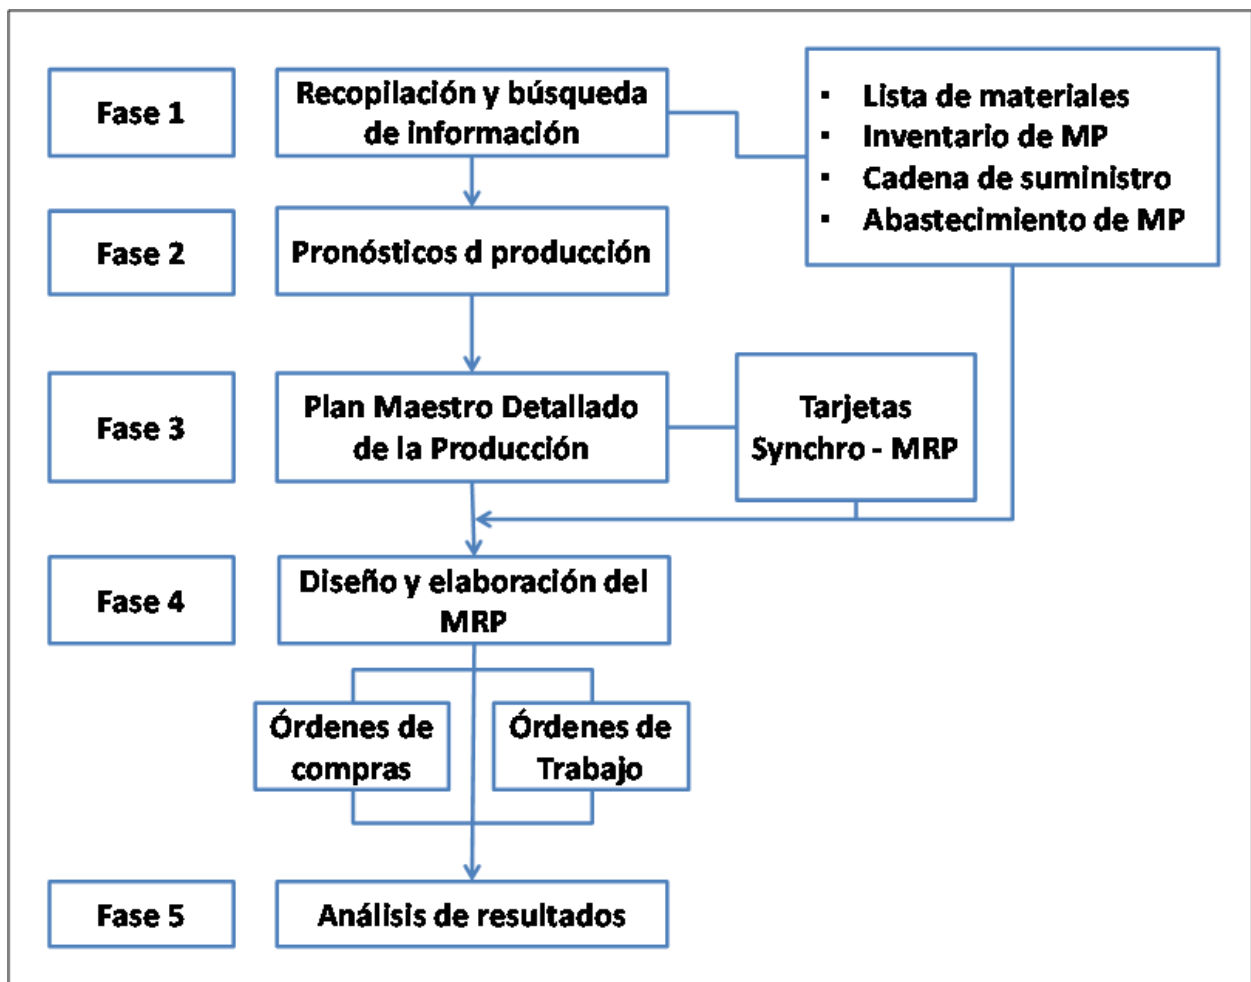 Fase 1
Recopilación y búsqueda
de información
▪ Lista de materiales
▪ Inventario de MP
▪ Cadena de suministro
▪ Abastecimiento de MP
Fase 2
Pronósticos d producción
Fase 3
Plan Maestro Detallado
de la Producción
Tarjetas
Synchro - MRP
Fase 4
Diseño y elaboración del
MRP
Órdenes de
compras
Órdenes de
Trabajo
Fase 5
Análisis de resultados